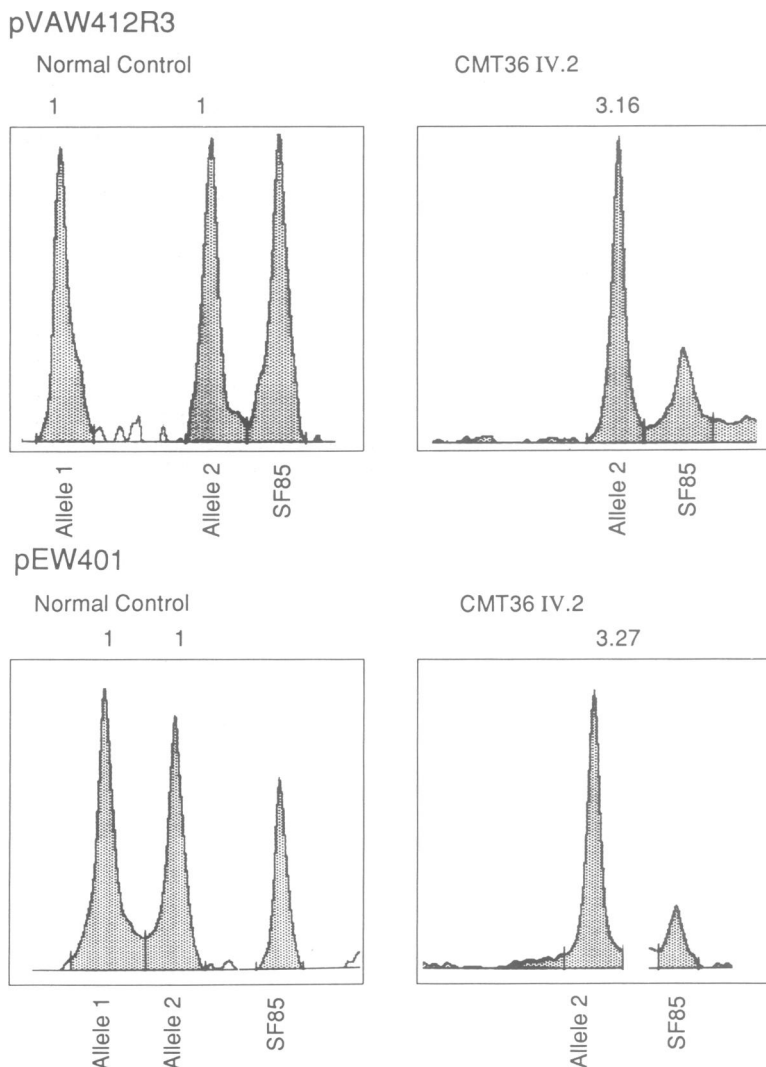 pVAW412R3
Normal Control
CMT36 IV.2
1 1
3.16
Allele 1
Allele 2
SF85
Allele 2
SF85
pEW401
Normal Control
CMT36 IV.2
1 1
3.27
Allele 1
Allele 2
SF85
Allele 2
SF85